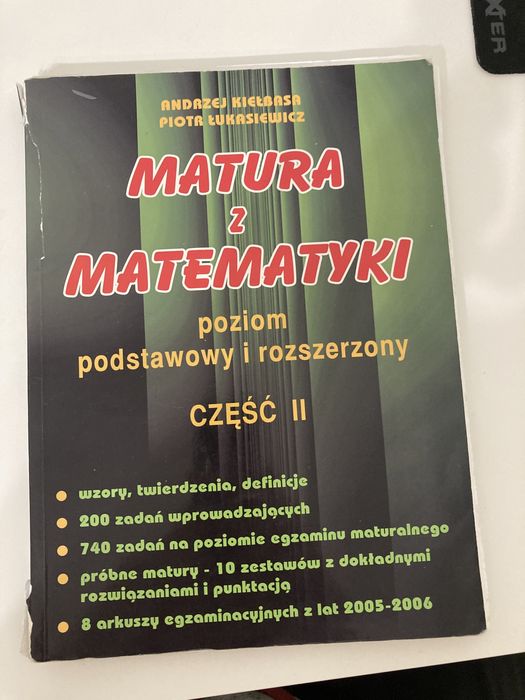 XTER
ANDRZEJ KIEŁBASA
PIOTR ŁUKASIEWICZ
MATURA
z
MATEMATYKI
poziom
podstawowy i rozszerzony
CZĘŚĆ II
• wzory, twierdzenia, definicje
• 200 zadań wprowadzających
• 740 zadań na poziomie egzaminu maturalnego
• próbne matury - 10 zestawów z dokładnymi
rozwiązaniami i punktacją
• 8 arkuszy egzaminacyjnych z lat 2005-2006